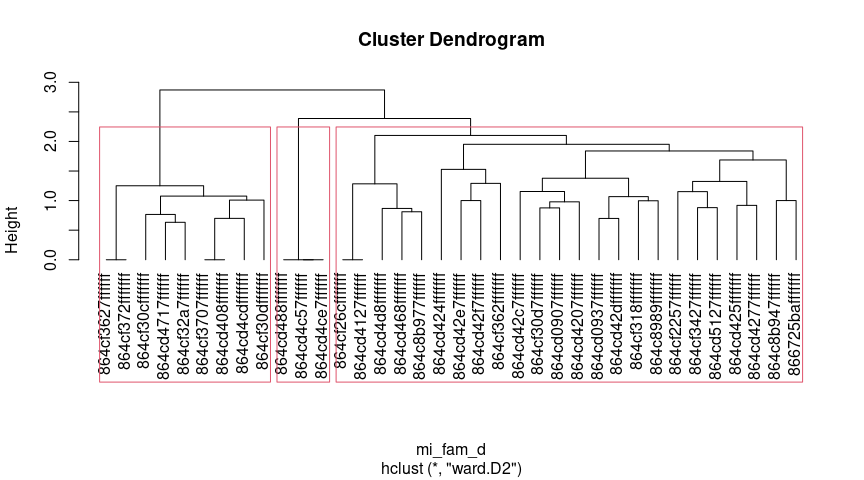 Cluster Dendrogram
3.0
2.0
1.0
0.0
Height
864cf3627ffffff
864cf372fffffff
864cf30cfffffff
864cd4717ffffff
864cf32a7ffffff
864cf3707ffffff
864cd408fffffff
864cd4cdfffffff
864cf30dfffffff
864cd488fffffff
864cd4c57ffffff
864cd4ce7ffffff
864cf26cfffffff
864cd4127ffffff
864cd4d8fffffff
864cd468fffffff
864c8b977ffffff
864cd424fffffff
864cd42e7ffffff
864cd42f7ffffff
864cf362fffffff
864cd42c7ffffff
864cf30d7ffffff
864cd0907ffffff
864cd4207ffffff
864cd0937ffffff
864cd42dfffffff
864cf318fffffff
864c8989fffffff
864cf2257ffffff
864cf3427ffffff
864cd5127ffffff
864cd425fffffff
864cd4277ffffff
864c8b947ffffff
866725bafffffff
mi_fam_d
hclust (*, "ward.D2")